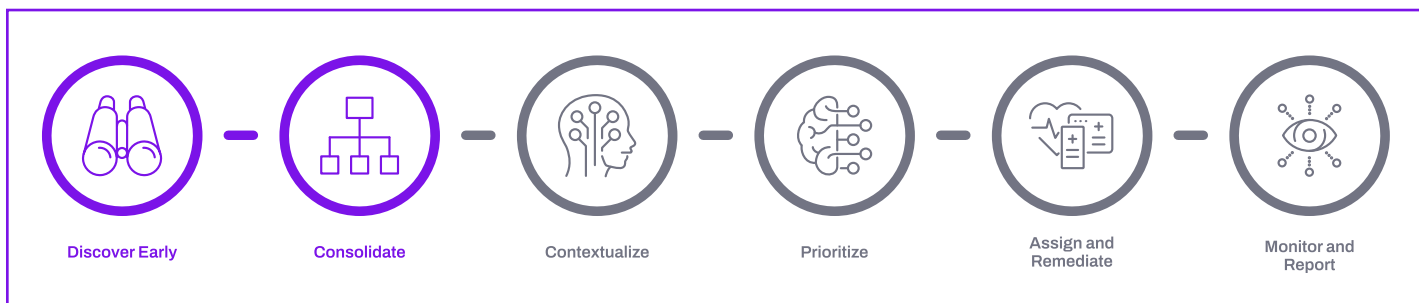 Discover Early
Consolidate
Contextualize
Prioritize
Assign and
Remediate
Monitor and
Report